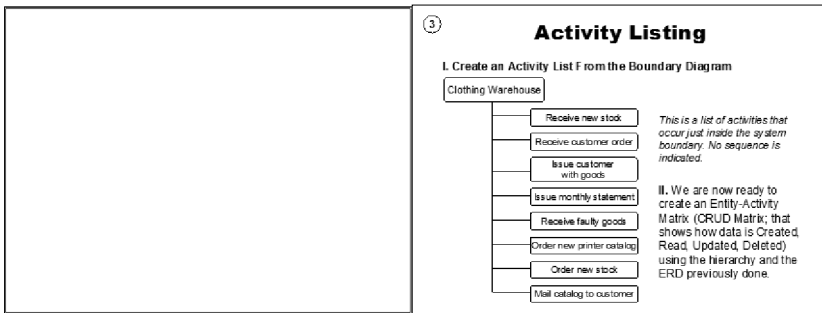 3
Activity Listing
I. Create an Activity List From the Boundary Diagram
Clothing Warehouse
Receive new stock
Receive customer order
Issue customer
with goods
Issue monthly statement
Receive faulty goods
Order new printer catalog
Order new stock
Mail catalog to customer
This is a list of activities that
occur just inside the system
boundary. No sequence is
indicated.
II. We are now ready to
create an Entity-Activity
Matrix (CRUD Matrix; that
shows how data is Created,
Read, Updated, Deleted)
using the hierarchy and the
ERD previously done.